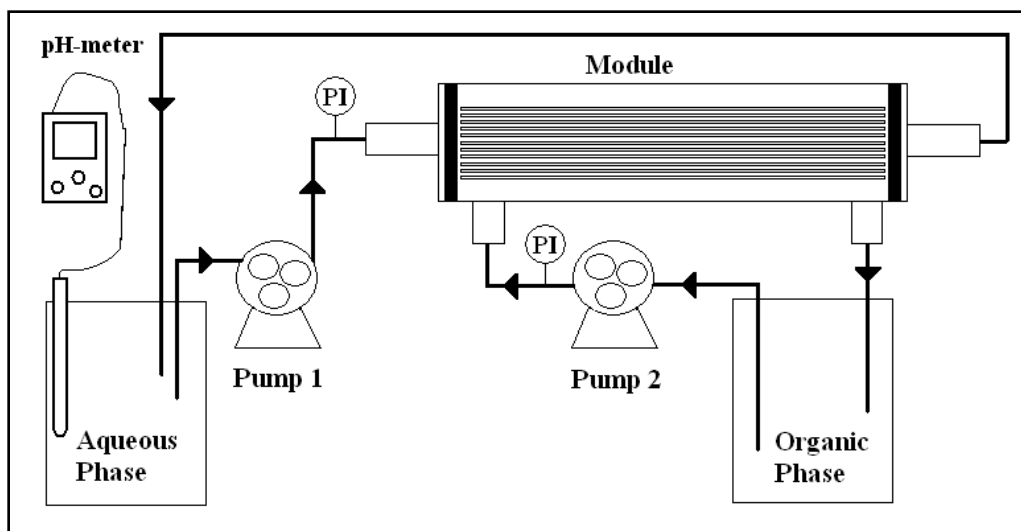 pH-meter
Module
PI
PI
Pump 1
Pump 2
Aqueous
Phase
Organic
Phase